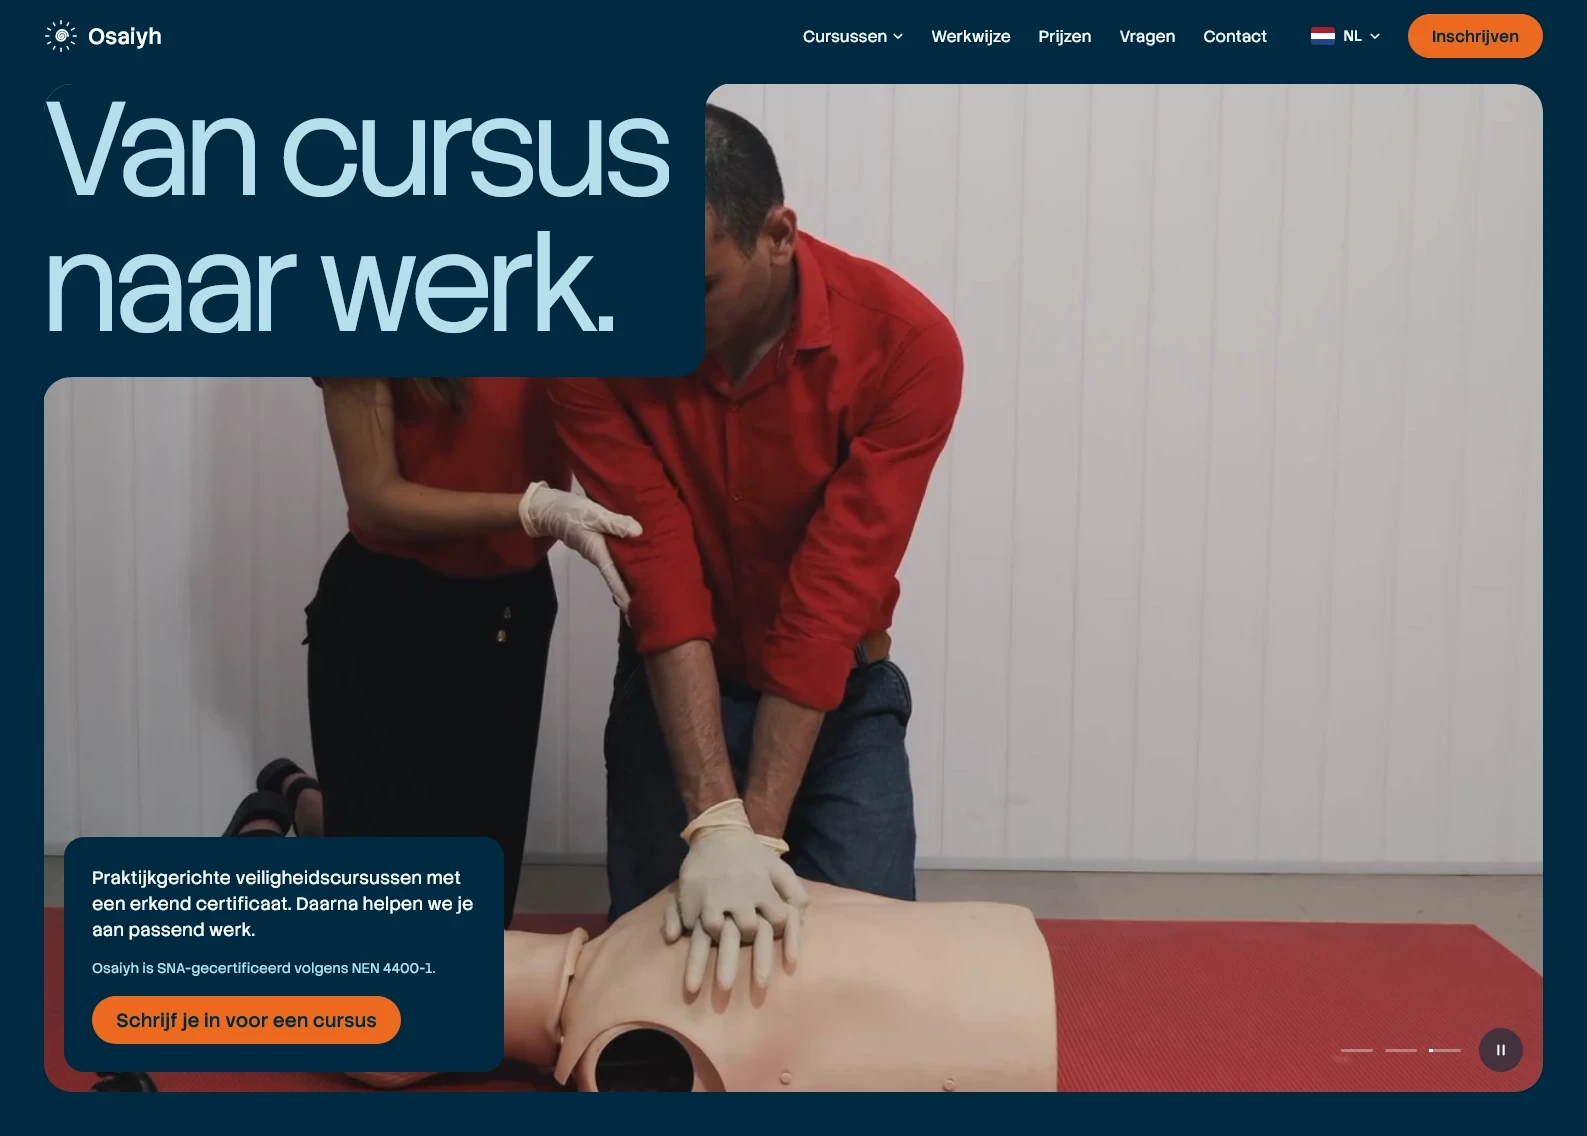 Osaiyh
Cursussen
Werkwijze
Prijzen
Vragen
Contact
NL
Inschrijven
Van cursus
naar werk.
Praktijkgerichte veiligheidscursussen met
een erkend certificaat. Daarna helpen we je
aan passend werk.
Osaiyh is SNA-gecertificeerd volgens NEN 4400-1.
Schrijf je in voor een cursus